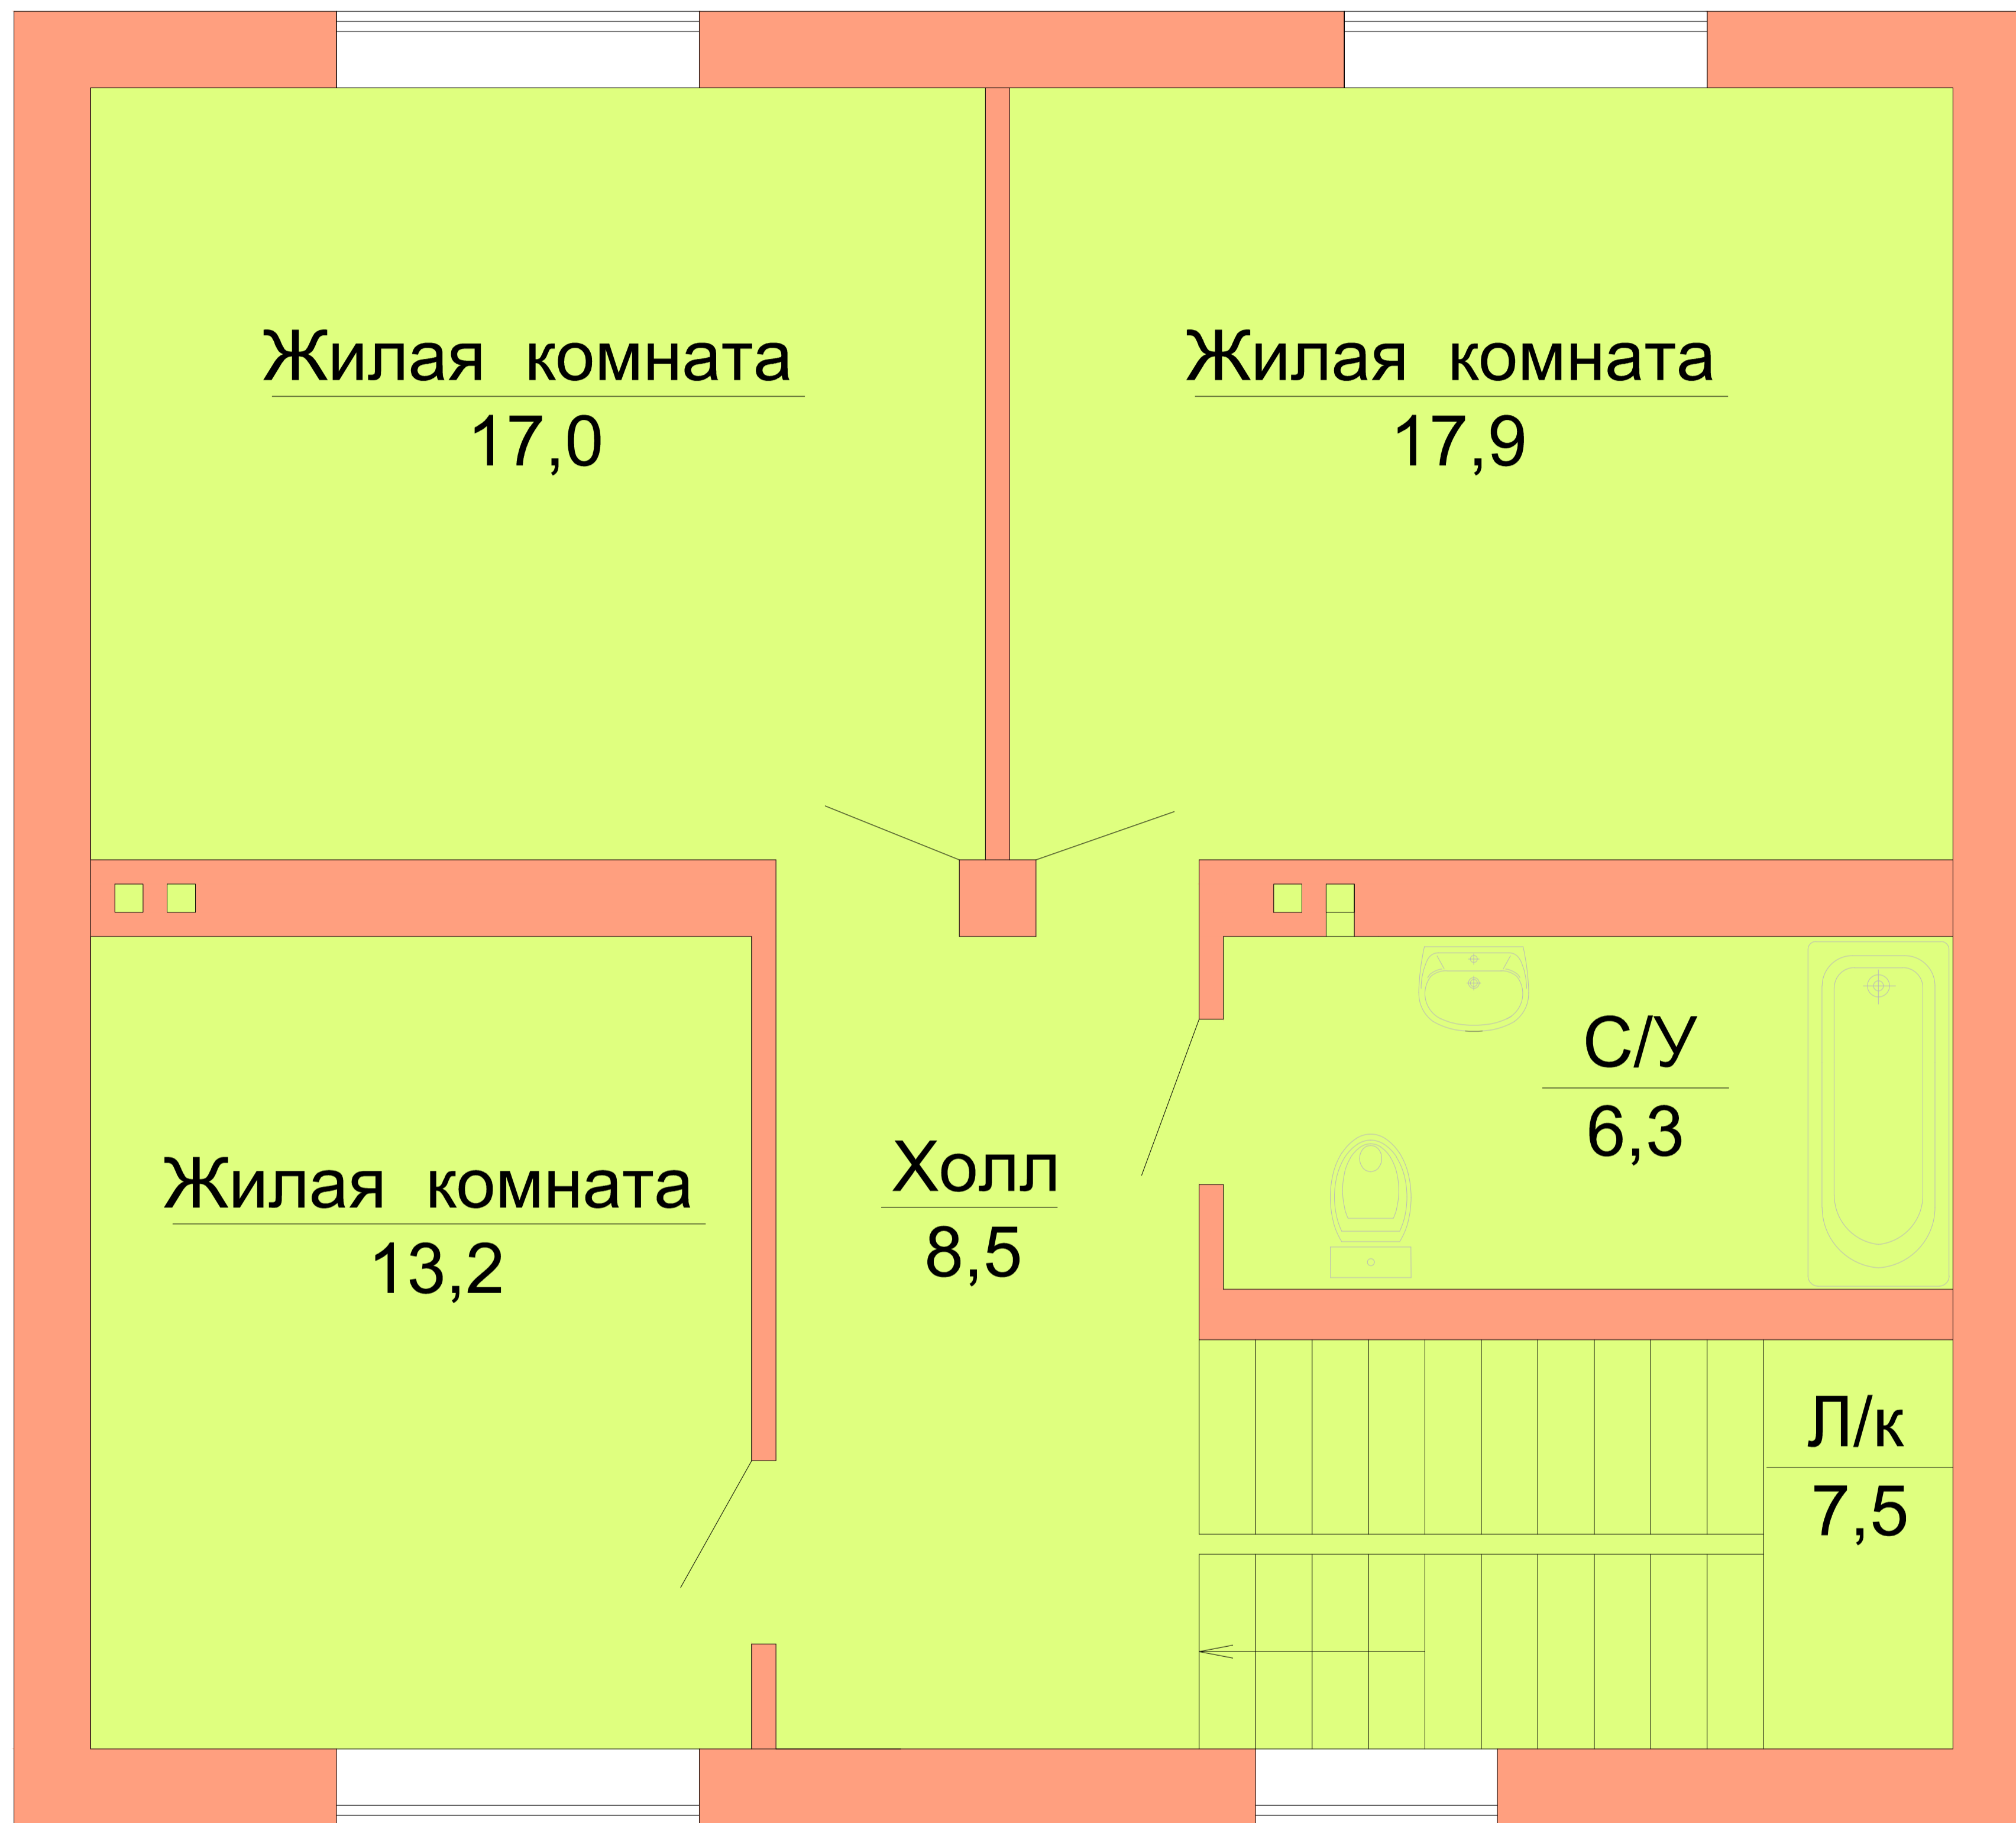 Жилая комната
17,0
Жилая комната
17,9
С/У
6,3
Холл
8,5
Жилая комната
13,2
Л/к
7,5